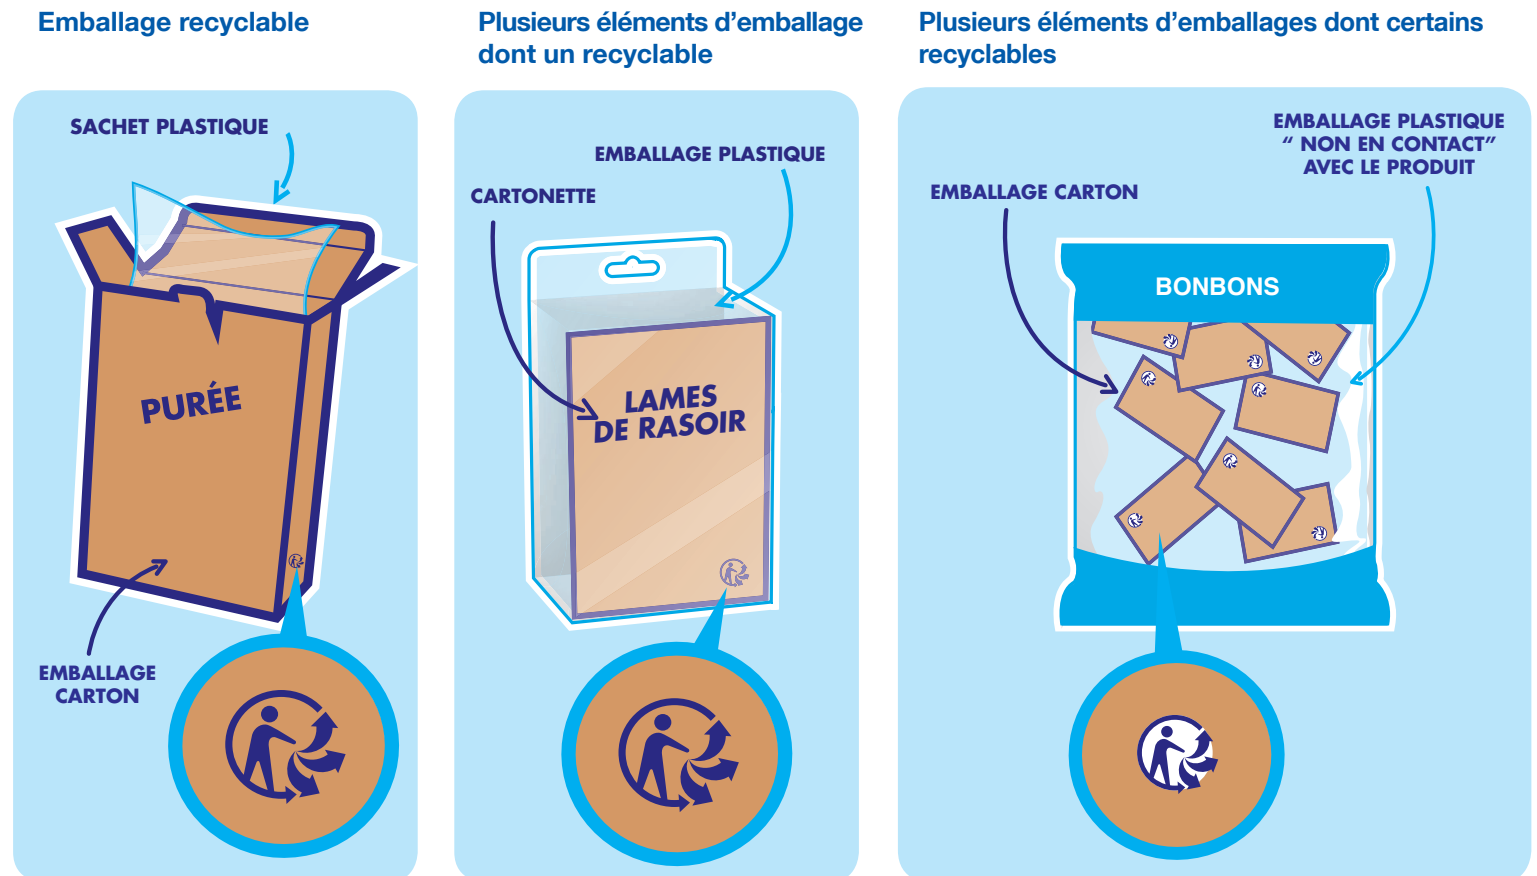 Emballage recyclable
SACHET PLASTIQUE
PURÉE
EMBALLAGE
CARTON
Plusieurs éléments d’emballage
dont un recyclable
EMBALLAGE PLASTIQUE
CARTONETTE
LAMES
DE RASOIR
Plusieurs éléments d’emballages dont certains
recyclables
EMBALLAGE PLASTIQUE
“ NON EN CONTACT”
AVEC LE PRODUIT
EMBALLAGE CARTON
BONBONS